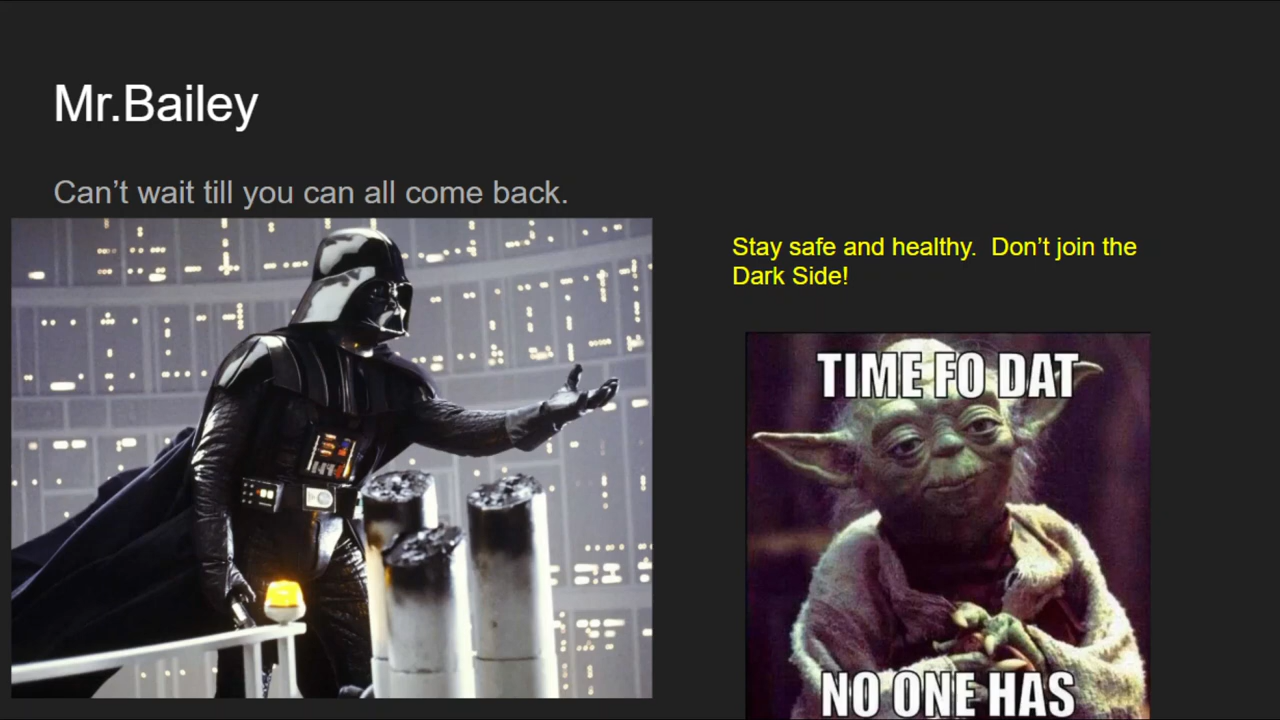 Mr.Bailey
Can’t wait till you can all come back.
Stay safe and healthy.  Don’t join the
Dark Side!
TIME FO DAT
NO ONE HAS